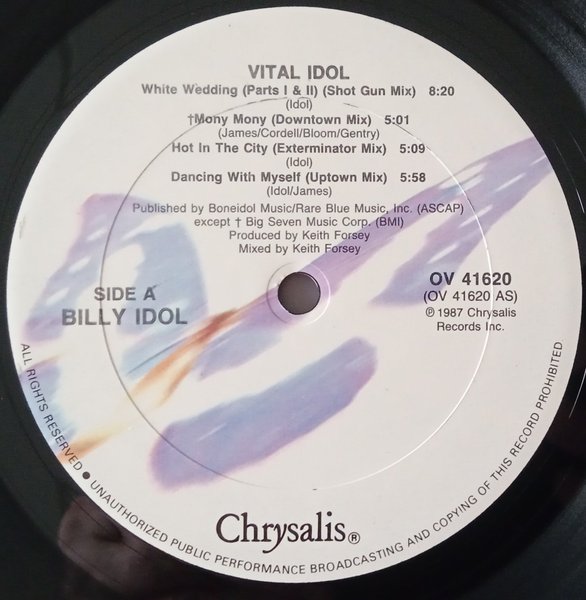 VITAL IDOL
White Wedding (Parts I & II) (Shot Gun Mix) 8:20
(Idol)
†Mony Mony (Downtown Mix) 5:01
(James/Cordell/Bloom/Gentry)
Hot In The City (Exterminator Mix) 5:09
(Idol)
Dancing With Myself (Uptown Mix) 5:58
(Idol/James)
Published by Boneidol Music/Rare Blue Music, Inc. (ASCAP)
except † Big Seven Music Corp. (BMI)
Produced by Keith Forsey
Mixed by Keith Forsey
SIDE A
BILLY IDOL
OV 41620
(OV 41620 AS)
℗ 1987 Chrysalis
Records Inc.
Chrysalis®
ALL RIGHTS RESERVED ● UNAUTHORIZED PUBLIC PERFORMANCE BROADCASTING AND COPYING OF THIS RECORD PROHIBITED